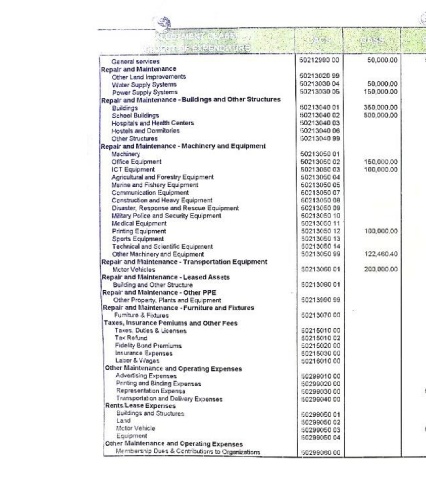 General services 50212990 00 50,000.00
Repair and Maintenance
Other Land Improvements 50213020 99
Water Supply Systems 50213030 04 50,000.00
Power Supply Systems 50213030 05 150,000.00
Repair and Maintenance - Buildings and Other Structures
Buildings 50213040 01 350,000.00
School Buildings 50213040 02 500,000.00
Hospitals and Health Centers 50213040 03
Hostels and Dormitories 50213040 06
Other Structures 50213040 99
Repair and Maintenance - Machinery and Equipment
Machinery 50213050 01
Office Equipment 50213050 02 150,000.00
ICT Equipment 50213050 03 100,000.00
Agricultural and Forestry Equipment 50213050 04
Marine and Fishery Equipment 50213050 05
Communication Equipment 50213050 07
Construction and Heavy Equipment 50213050 08
Disaster, Response and Rescue Equipment 50213050 09
Military Police and Security Equipment 50213050 10
Medical Equipment 50213050 11
Printing Equipment 50213050 12 100,000.00
Sports Equipment 50213050 13
Technical and Scientific Equipment 50213050 14
Other Machinery and Equipment 50213050 99 122,460.40
Repair and Maintenance - Transportation Equipment
Motor Vehicles 50213060 01 200,000.00
Repair and Maintenance - Leased Assets
Building and Other Structure 50213080 01
Repair and Maintenance - Other PPE
Other Property, Plants and Equipment 50213990 99
Repair and Maintenance - Furniture and Fixtures
Furniture & Fixtures 50213070 00
Taxes, Insurance Pemiums and Other Fees
Taxes, Duties & Licenses 50215010 00
Tax Refund 50215010 02
Fidelity Bond Premiums 50215020 00
Insurance Expenses 50215030 00
Labor & Wages 50216010 00
Other Maintenance and Operating Expenses
Advertising Expenses 50299010 00
Printing and Binding Expenses 50299020 00
Representation Expensa 50299030 00
Transportation and Delivery Expenses 50299040 00
Rents/Lease Expenses
Buildings and Structures 50299050 01
Land 50299050 02
Motor Vehicle 50299050 03
Equipment 50299050 04
Other Maintenance and Operating Expenses
Membership Dues & Contributions to Organizations 50299060 00